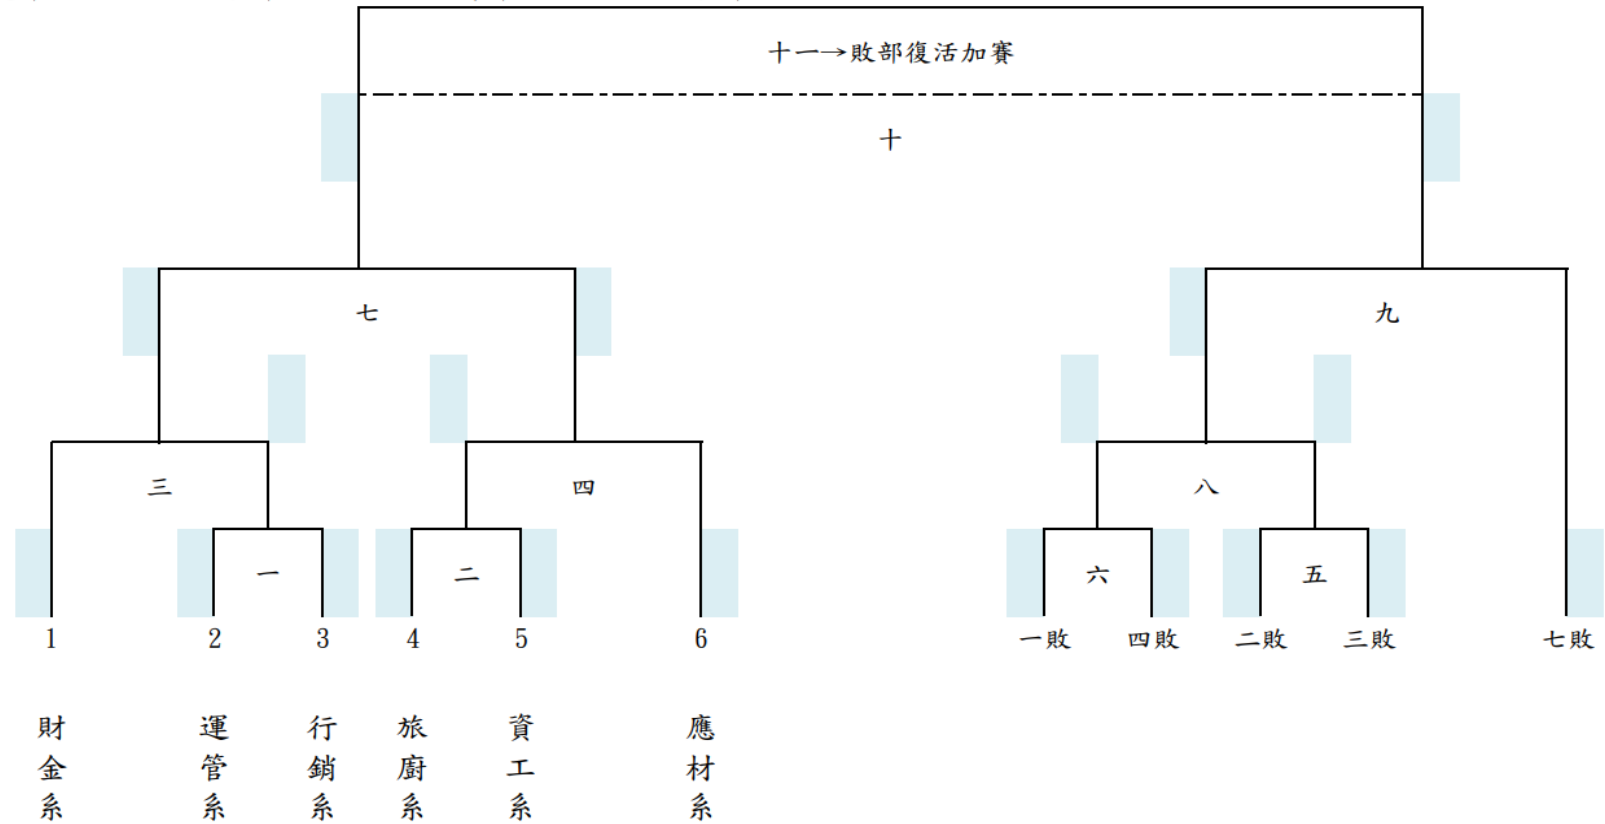 十一→敗部復活加賽
十
七
九
三
四
八
一
二
六
五
1 2 3 4 5 6 一敗 四敗 二敗 三敗 七敗
財金系 運管系 行銷系 旅廚系 資工系 應材系